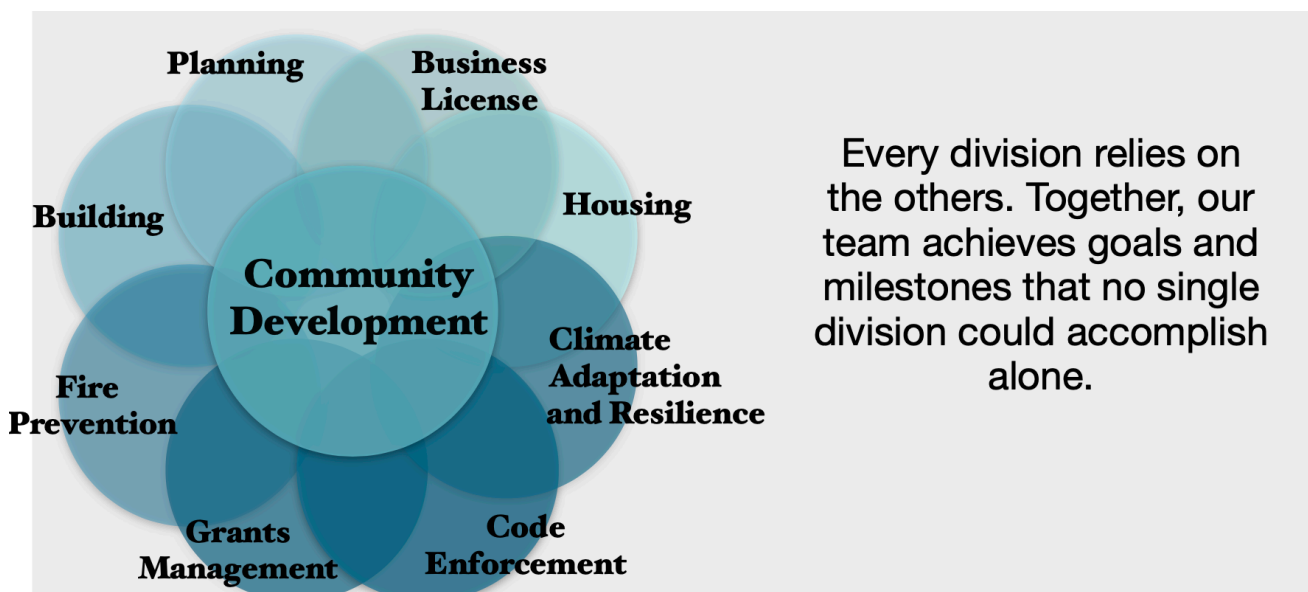 Planning
Business
License
Building
Housing
Community
Development
Climate
Adaptation
and Resilience
Fire
Prevention
Grants
Management
Code
Enforcement
Every division relies on
the others. Together, our
team achieves goals and
milestones that no single
division could accomplish
alone.